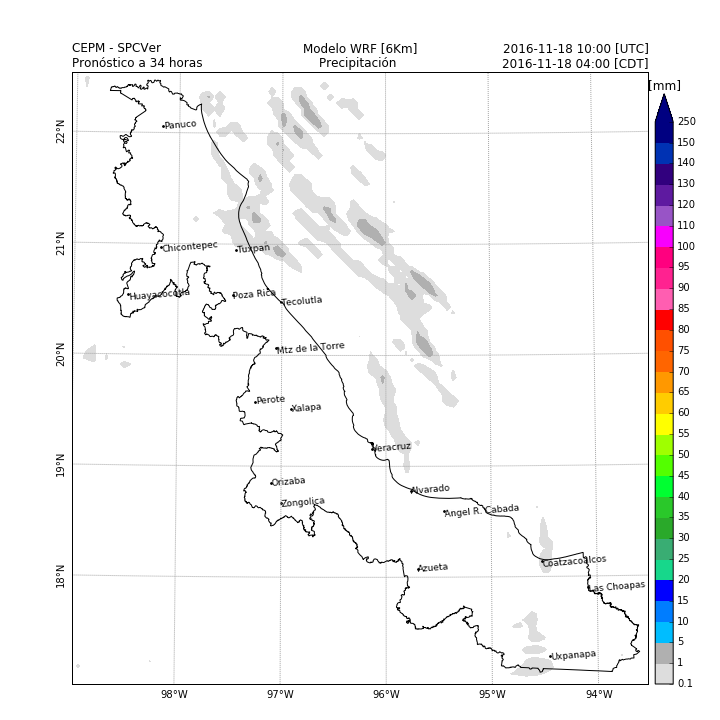 CEPM - SPCVer
Modelo WRF [6Km]
2016-11-18 10:00 [UTC]
Pronóstico a 34 horas
Precipitación
2016-11-18 04:00 [CDT]
[mm]
250
150
140
130
120
110
100
95
90
85
80
75
70
65
60
55
50
45
40
35
30
25
20
15
10
5
1
0.1
22°N
21°N
20°N
19°N
18°N
Panuco
Chicontepec
Tuxpan
Huayacocotla
Poza Rica
Tecolutla
Mtz de la Torre
Perote
Xalapa
Veracruz
Orizaba
Zongolica
Alvarado
Angel R. Cabada
Azueta
Coatzacoalcos
Las Choapas
Uxpanapa
98°W
97°W
96°W
95°W
94°W